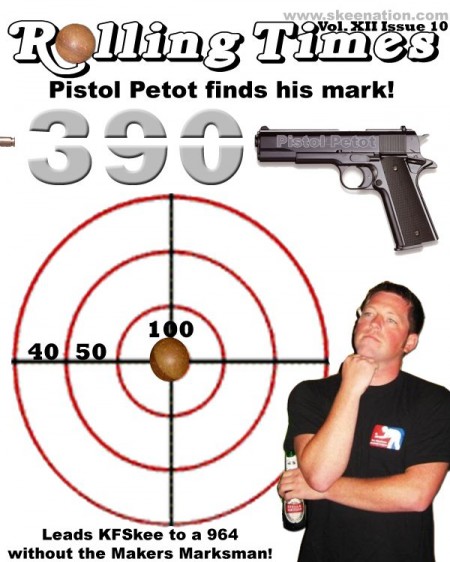 www.skeenation.com
Rolling Times
Vol. XII Issue 10
Pistol Petot finds his mark!
390
Pistol Petot
100
40 50
Leads KFSkee to a 964
without the Makers Marksman!